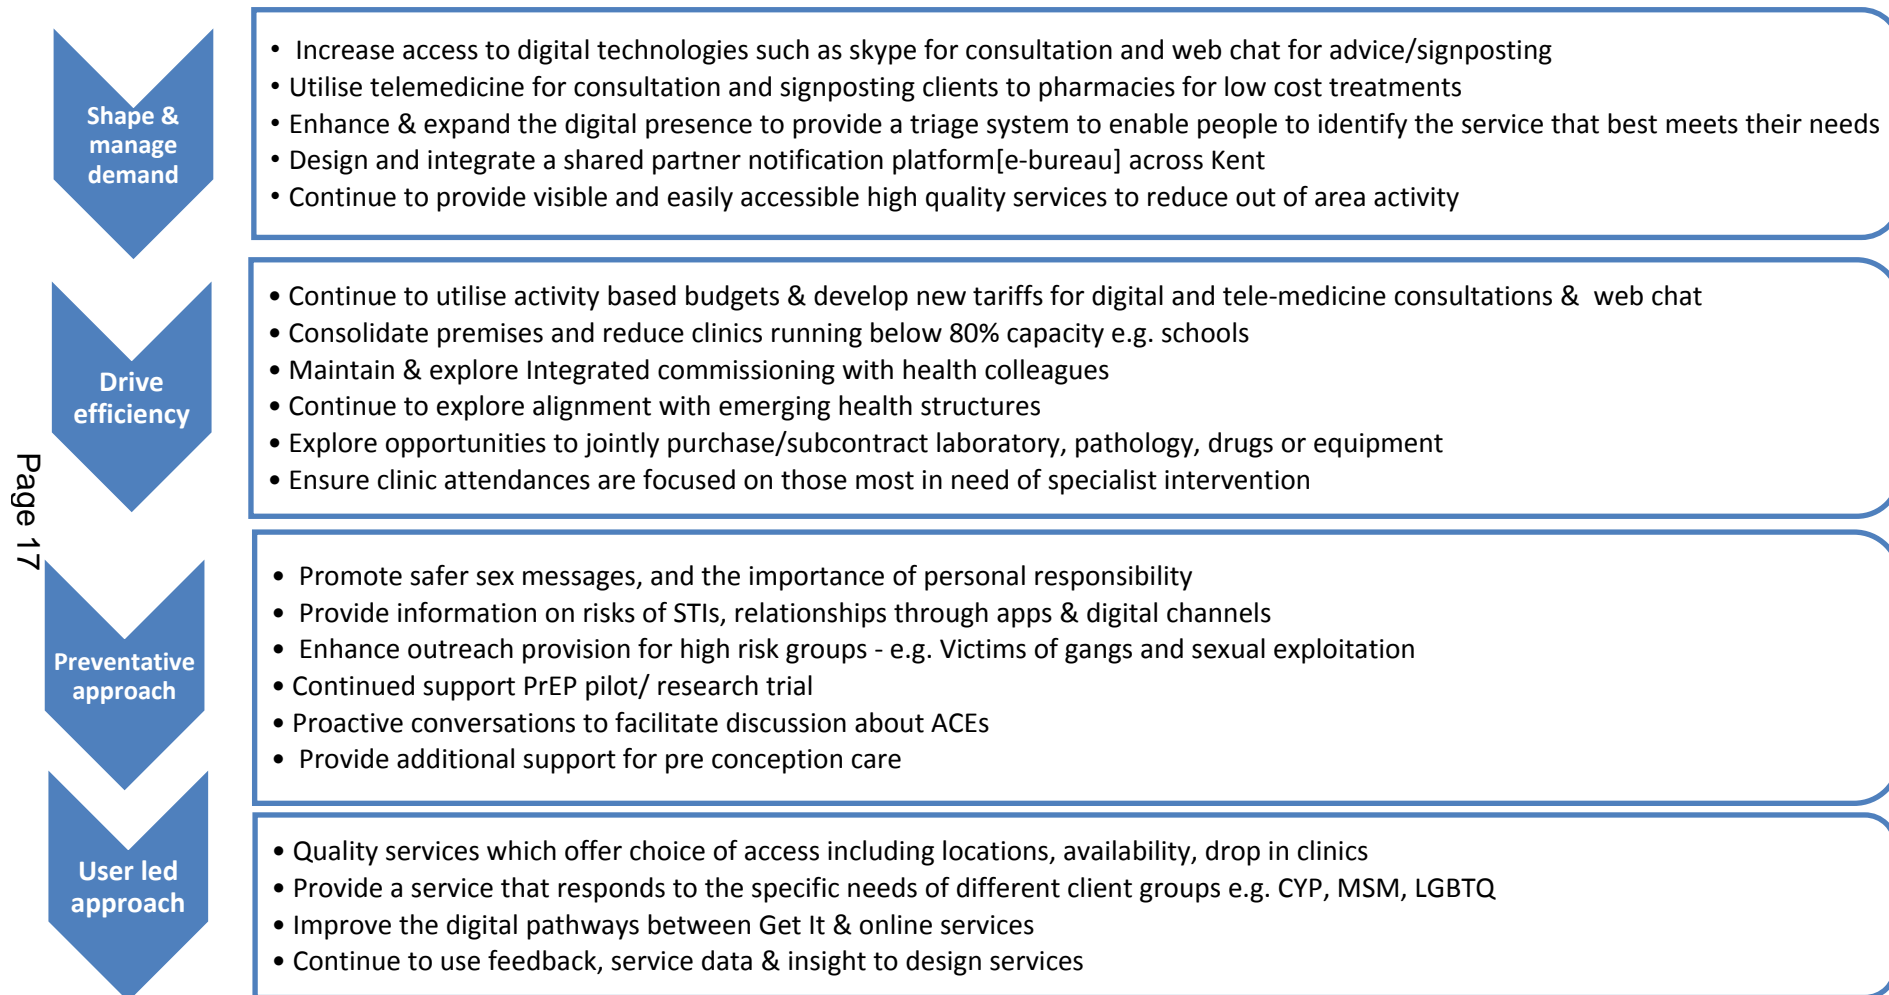 Shape &
manage
demand
• Increase access to digital technologies such as skype for consultation and web chat for advice/signposting
• Utilise telemedicine for consultation and signposting clients to pharmacies for low cost treatments
• Enhance & expand the digital presence to provide a triage system to enable people to identify the service that best meets their needs
• Design and integrate a shared partner notification platform[e-bureau] across Kent
• Continue to provide visible and easily accessible high quality services to reduce out of area activity
Drive
efficiency
• Continue to utilise activity based budgets & develop new tariffs for digital and tele-medicine consultations & web chat
• Consolidate premises and reduce clinics running below 80% capacity e.g. schools
• Maintain & explore Integrated commissioning with health colleagues
• Continue to explore alignment with emerging health structures
• Explore opportunities to jointly purchase/subcontract laboratory, pathology, drugs or equipment
• Ensure clinic attendances are focused on those most in need of specialist intervention
Page 17
Preventative
approach
• Promote safer sex messages, and the importance of personal responsibility
• Provide information on risks of STIs, relationships through apps & digital channels
• Enhance outreach provision for high risk groups - e.g. Victims of gangs and sexual exploitation
• Continued support PrEP pilot/ research trial
• Proactive conversations to facilitate discussion about ACEs
• Provide additional support for pre conception care
User led
approach
• Quality services which offer choice of access including locations, availability, drop in clinics
• Provide a service that responds to the specific needs of different client groups e.g. CYP, MSM, LGBTQ
• Improve the digital pathways between Get It & online services
• Continue to use feedback, service data & insight to design services